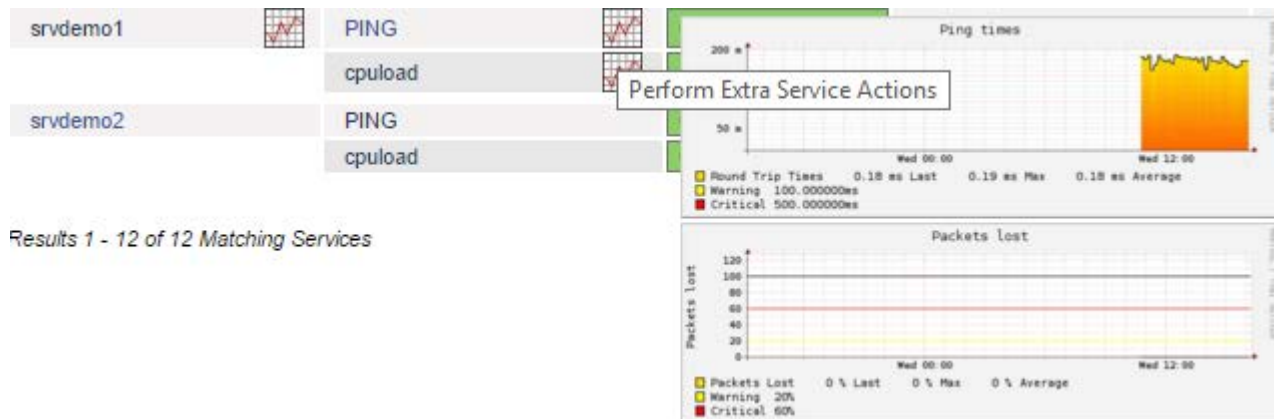 srvdemo1 PING
cpuload
Perform Extra Service Actions
srvdemo2 PING
cpuload
Results 1 - 12 of 12 Matching Services
Ping times
200 m
50 m
Wed 00:00 Wed 12:00
Round Trip Times 0.18 ms Last 0.19 ms Max 0.18 ms Average
Warning 100.000000ms
Critical 500.000000ms
Packets lost
Packets lost
120
100
80
60
40
20
0
Wed 00:00 Wed 12:00
Packets Lost 0 % Last 0 % Max 0 % Average
Warning 20%
Critical 60%